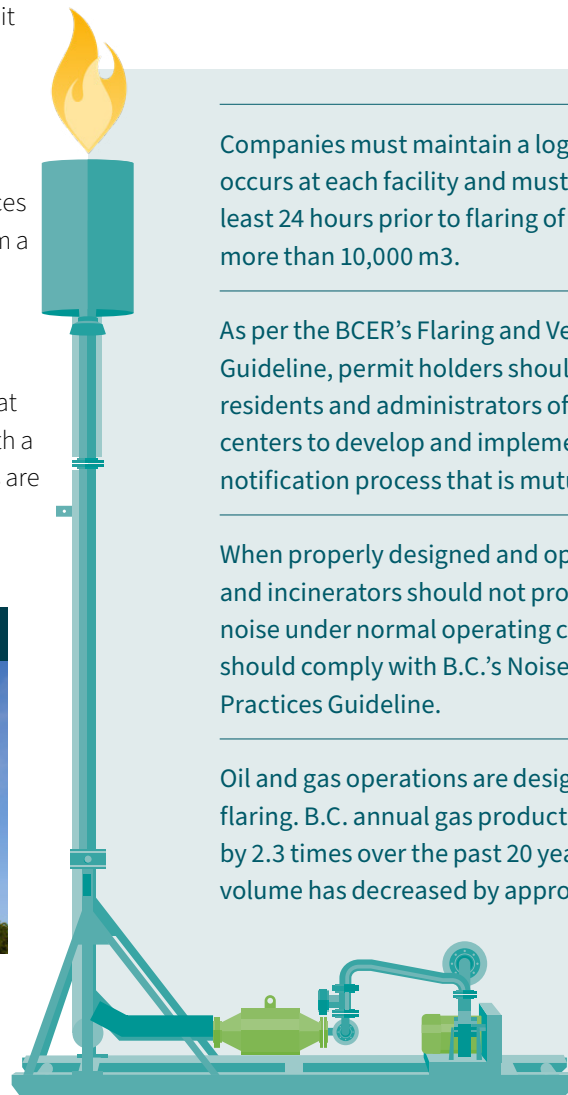 it
ces
m a
at
th a
are
Companies must maintain a log
occurs at each facility and must
least 24 hours prior to flaring of
more than 10,000 m3.
As per the BCER's Flaring and Ve
Guideline, permit holders shoul
residents and administrators of
centers to develop and impleme
notification process that is mutu
When properly designed and op
and incinerators should not pro
noise under normal operating c
should comply with B.C.'s Noise
Practices Guideline.
Oil and gas operations are desig
flaring. B.C. annual gas product
by 2.3 times over the past 20 yea
volume has decreased by appro